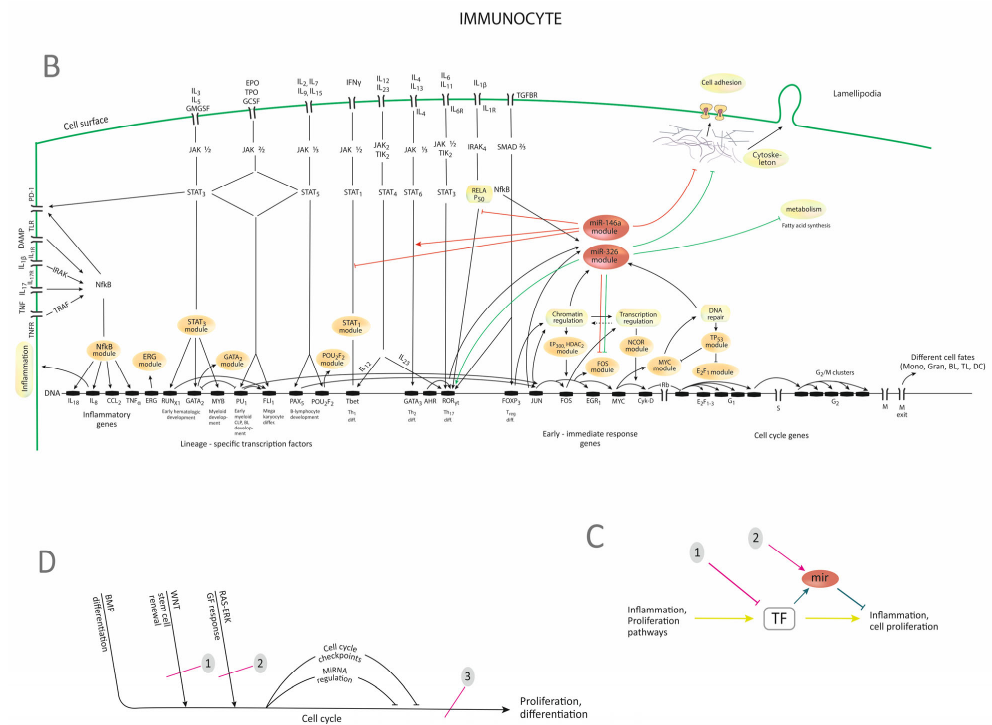 IMMUNOCYTE
B
Cell surface
IL3
IL5
GMGSF
EPO
TPO
GCSF
IL2, IL7
IL9, IL15
IFNγ
IL12
IL23
IL4
IL13
IL4
IL6
IL11
IL6R
IL1β
IL1R
TGFBR
Cell adhesion
Lamellipodia
Cytoske-
leton
JAK ½
JAK ²⁄₂
JAK ⅓
JAK ½
JAK2
TIK2
JAK ⅓
JAK ½
TIK2
IRAK4
SMAD ⅔
STAT3
STAT5
STAT1
STAT4
STAT6
STAT3
RELA
P50
NfkB
metabolism
Fatty acid synthesis
miR-146a
module
miR-326
module
PD-1
TLR
DAMP
IL1R
IL1β
IL17R
IL17
TNF
TNFR
IRAK
TRAF
NfkB
Inflammation
NfkB
module
ERG
module
STAT3
module
GATA2
module
POU2F2
module
STAT1
module
IL12
IL23
Chromatin
regulation
Transcription
regulation
DNA
repair
EP300, HDAC2
module
NCOR
module
TP53
module
FOS
module
MYC
module
E2F1 module
Rb
G2/M clusters
Different cell fates
(Mono, Gran, BL, TL, DC)
DNA
IL18
IL8
CCL2
TNFα
ERG
RUNX1
GATA2
MYB
PU1
FLI1
PAX5
POU2F2
Tbet
GATA3
AHR
RORγt
FOXP3
JUN
FOS
EGR1
MYC
Cyk-D
E2F1-3
G1
S
G2
M
M
exit
Inflammatory
genes
Early hematologic
development
Myeloid
develop-
ment
Early
myeloid
CLP, BL
develop-
ment
Mega
karyocyte
differ.
B-lymphocyte
development
Th1
diff.
Th2
diff.
Th17
diff.
Treg
diff.
Lineage - specific transcription factors
Early - immediate response
genes
Cell cycle genes
C
1
2
mir
Inflammation,
Proliferation
pathways
TF
Inflammation,
cell proliferation
D
BMF
differentiation
WNT
stem cell
renewal
RAS-ERK
GF response
1
2
Cell cycle
checkpoints
MiRNA
regulation
3
Cell cycle
Proliferation,
differentiation